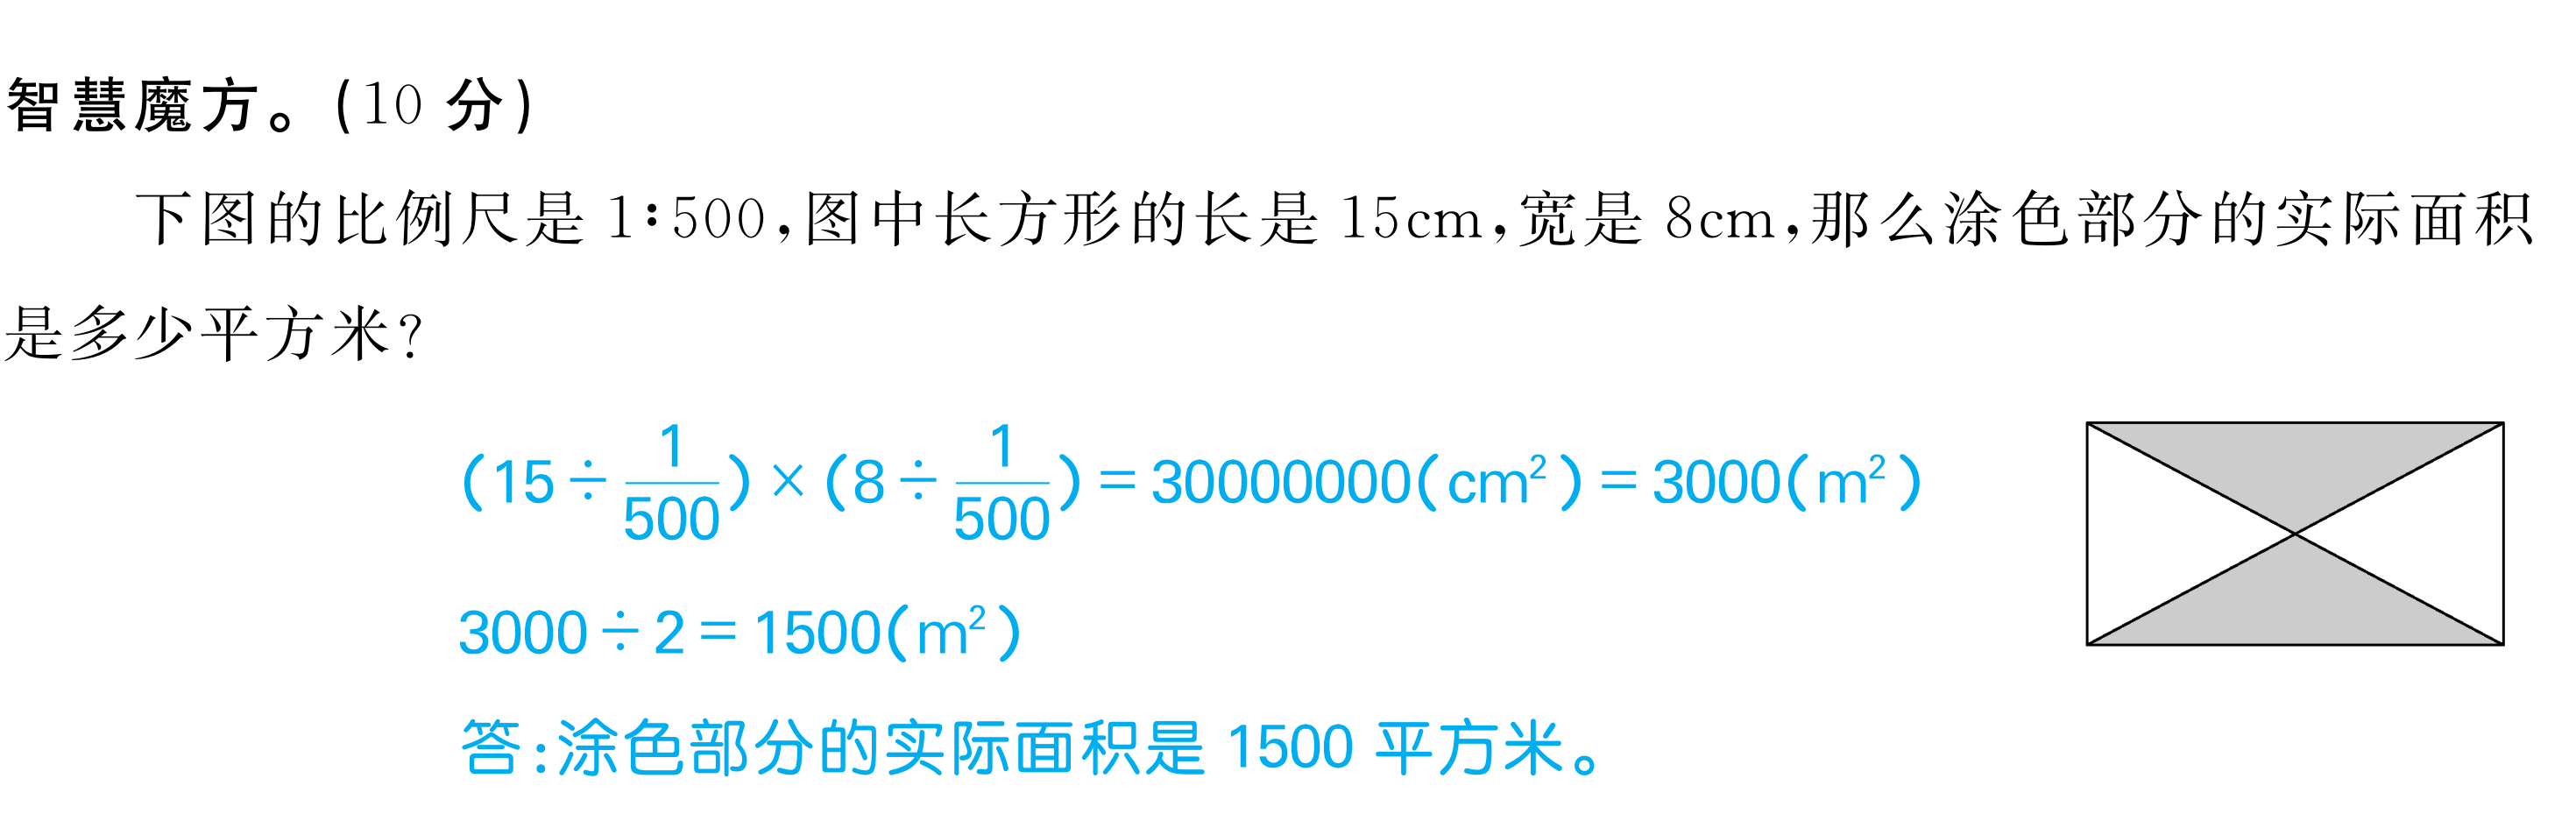 智慧魔方。(10 分)
下图的比例尺是 1∶500,图中长方形的长是 15cm,宽是 8cm,那么涂色部分的实际面积
是多少平方米?
(15÷1/500)×(8÷1/500)=30000000(cm²)=3000(m²)
3000÷2=1500(m²)
答:涂色部分的实际面积是 1500 平方米。